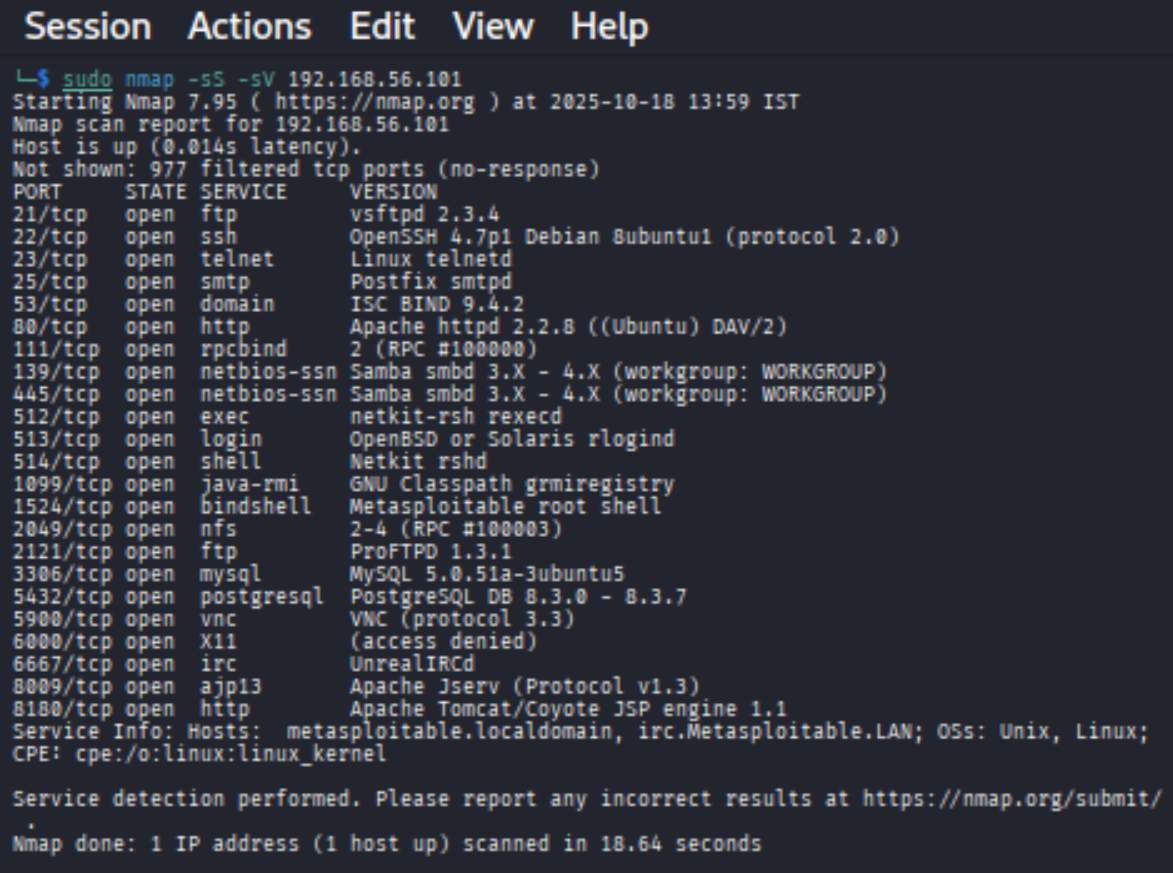 Session Actions Edit View Help
└─$ sudo nmap -sS -sV 192.168.56.101
Starting Nmap 7.95 ( https://nmap.org ) at 2025-10-18 13:59 IST
Nmap scan report for 192.168.56.101
Host is up (0.014s latency).
Not shown: 977 filtered tcp ports (no-response)
PORT     STATE SERVICE     VERSION
21/tcp   open  ftp         vsftpd 2.3.4
22/tcp   open  ssh         OpenSSH 4.7p1 Debian 8ubuntu1 (protocol 2.0)
23/tcp   open  telnet      Linux telnetd
25/tcp   open  smtp        Postfix smtpd
53/tcp   open  domain      ISC BIND 9.4.2
80/tcp   open  http        Apache httpd 2.2.8 ((Ubuntu) DAV/2)
111/tcp  open  rpcbind     2 (RPC #100000)
139/tcp  open  netbios-ssn Samba smbd 3.X - 4.X (workgroup: WORKGROUP)
445/tcp  open  netbios-ssn Samba smbd 3.X - 4.X (workgroup: WORKGROUP)
512/tcp  open  exec        netkit-rsh rexecd
513/tcp  open  login       OpenBSD or Solaris rlogind
514/tcp  open  shell       Netkit rshd
1099/tcp open  java-rmi    GNU Classpath grmiregistry
1524/tcp open  bindshell   Metasploitable root shell
2049/tcp open  nfs         2-4 (RPC #100003)
2121/tcp open  ftp         ProFTPD 1.3.1
3306/tcp open  mysql       MySQL 5.0.51a-3ubuntu5
5432/tcp open  postgresql  PostgreSQL DB 8.3.0 - 8.3.7
5900/tcp open  vnc         VNC (protocol 3.3)
6000/tcp open  X11         (access denied)
6667/tcp open  irc         UnrealIRCd
8009/tcp open  ajp13       Apache Jserv (Protocol v1.3)
8180/tcp open  http        Apache Tomcat/Coyote JSP engine 1.1
Service Info: Hosts:  metasploitable.localdomain, irc.Metasploitable.LAN; OSs: Unix, Linux;
CPE: cpe:/o:linux:linux_kernel
Service detection performed. Please report any incorrect results at https://nmap.org/submit/
.
Nmap done: 1 IP address (1 host up) scanned in 18.64 seconds